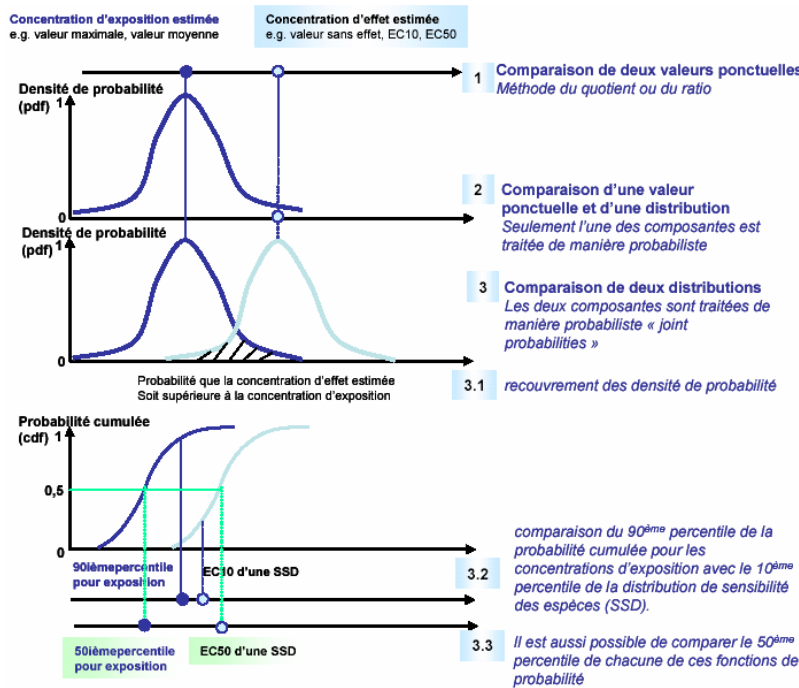 Concentration d'exposition estimée
e.g. valeur maximale, valeur moyenne
Concentration d'effet estimée
e.g. valeur sans effet, EC10, EC50
1
Comparaison de deux valeurs ponctuelles
Méthode du quotient ou du ratio
Densité de probabilité
(pdf)
1
0
2
Comparaison d'une valeur
ponctuelle et d'une distribution
Seulement l'une des composantes est
traitée de manière probabiliste
Densité de probabilité
(pdf)
1
0
3
Comparaison de deux distributions
Les deux composantes sont traitées de
manière probabiliste « joint
probabilities »
Probabilité que la concentration d'effet estimée
Soit supérieure à la concentration d'exposition
3.1
recouvrement des densité de probabilité
Probabilité cumulée
(cdf)
1
0,5
0
90ièmepercentile
pour exposition
EC10 d'une SSD
3.2
comparaison du 90ème percentile de la
probabilité cumulée pour les
concentrations d'exposition avec le 10ème
percentile de la distribution de sensibilité
des espèces (SSD).
50ièmepercentile
pour exposition
EC50 d'une SSD
3.3
Il est aussi possible de comparer le 50ème
percentile de chacune de ces fonctions de
probabilité